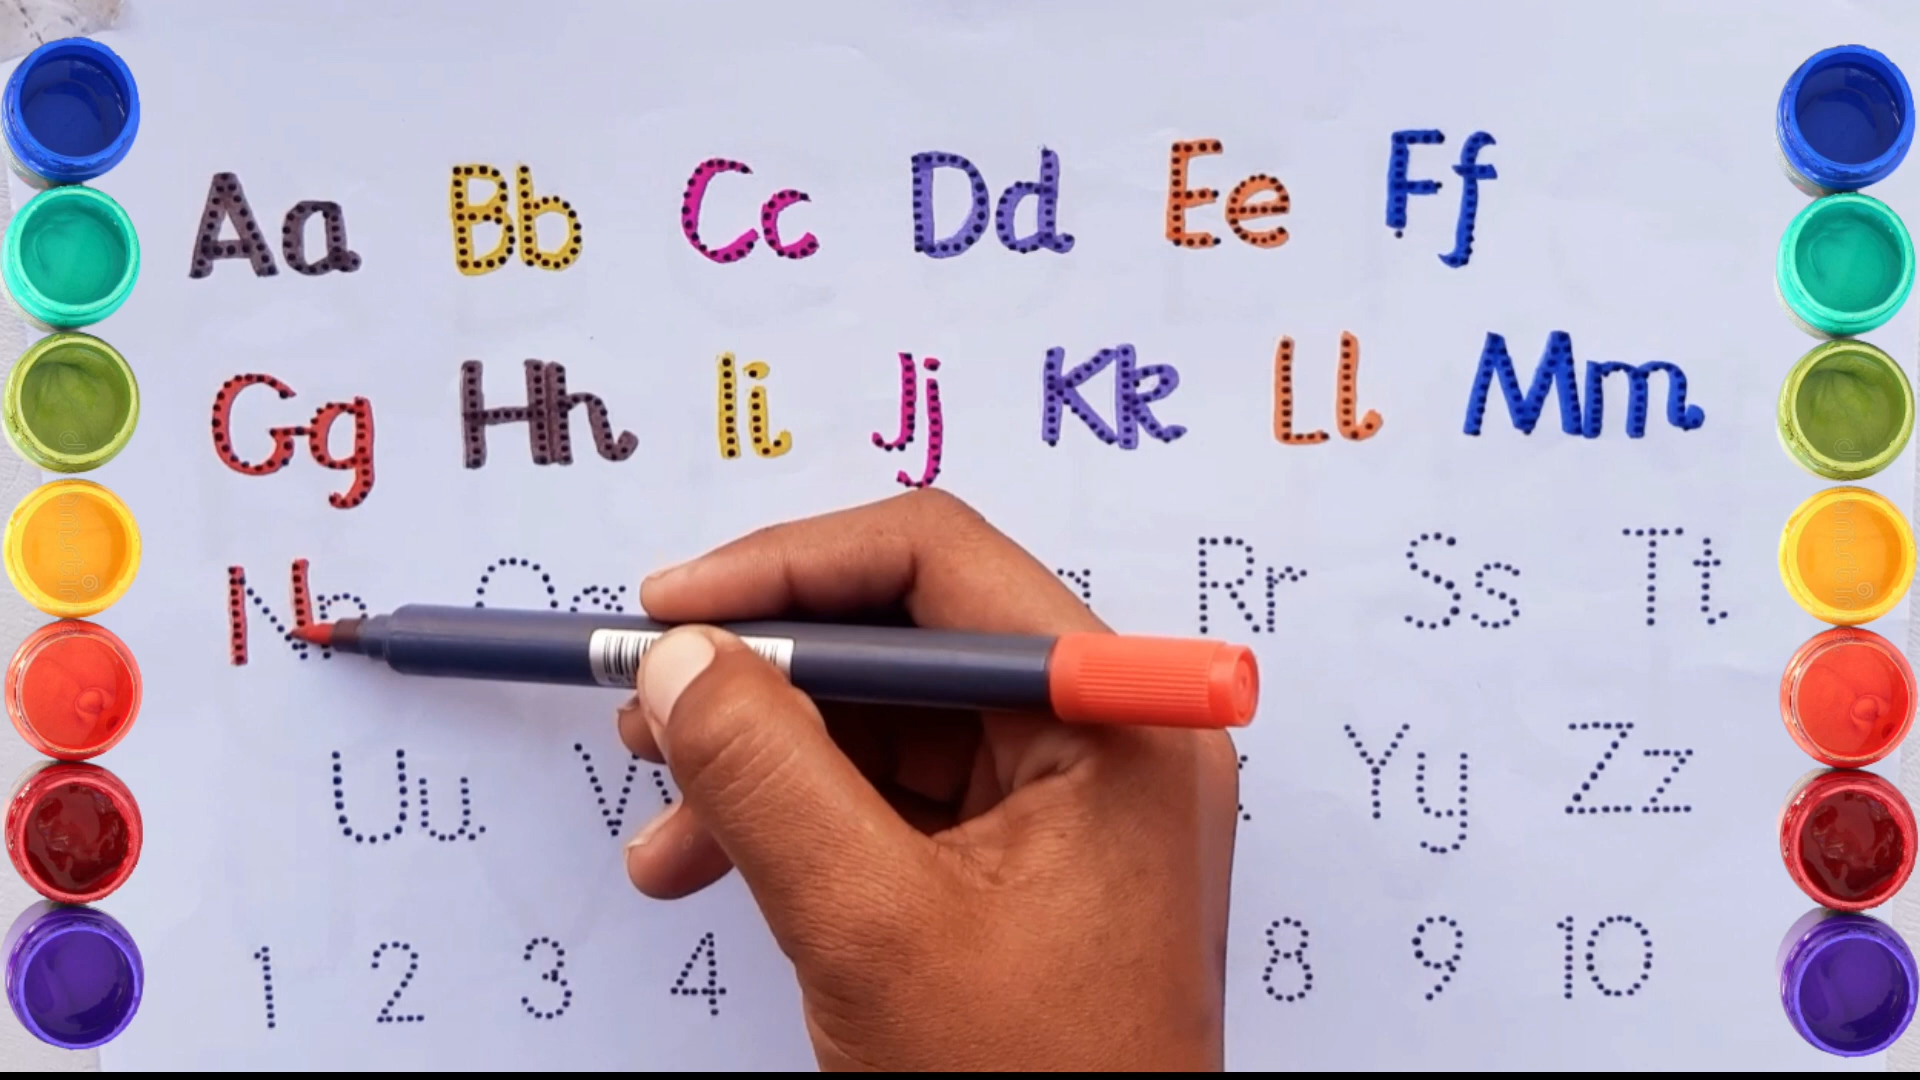 Aa Bb Cc Dd Ee Ff
Gg Hh Ii Jj Kk Ll Mm
Nn Rr Ss Tt
Uu Yy Zz
1 2 3 4 8 9 10